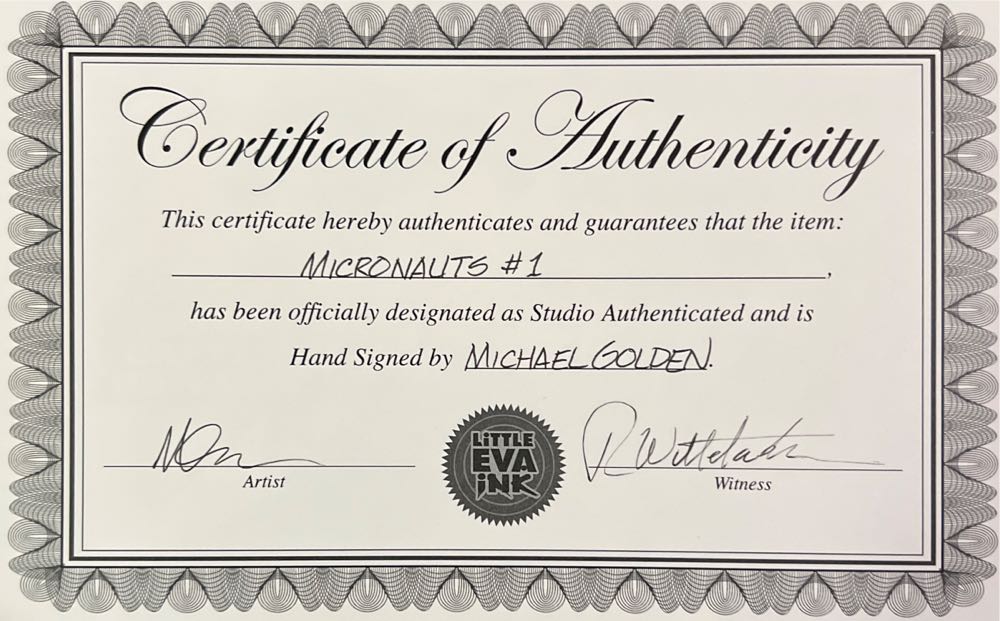 Certificate of Authenticity
This certificate hereby authenticates and guarantees that the item:
MICRONAUTS #1,
has been officially designated as Studio Authenticated and is
Hand Signed by MICHAEL GOLDEN.
Artist
LiTTLE
EVA
iNK
Witness